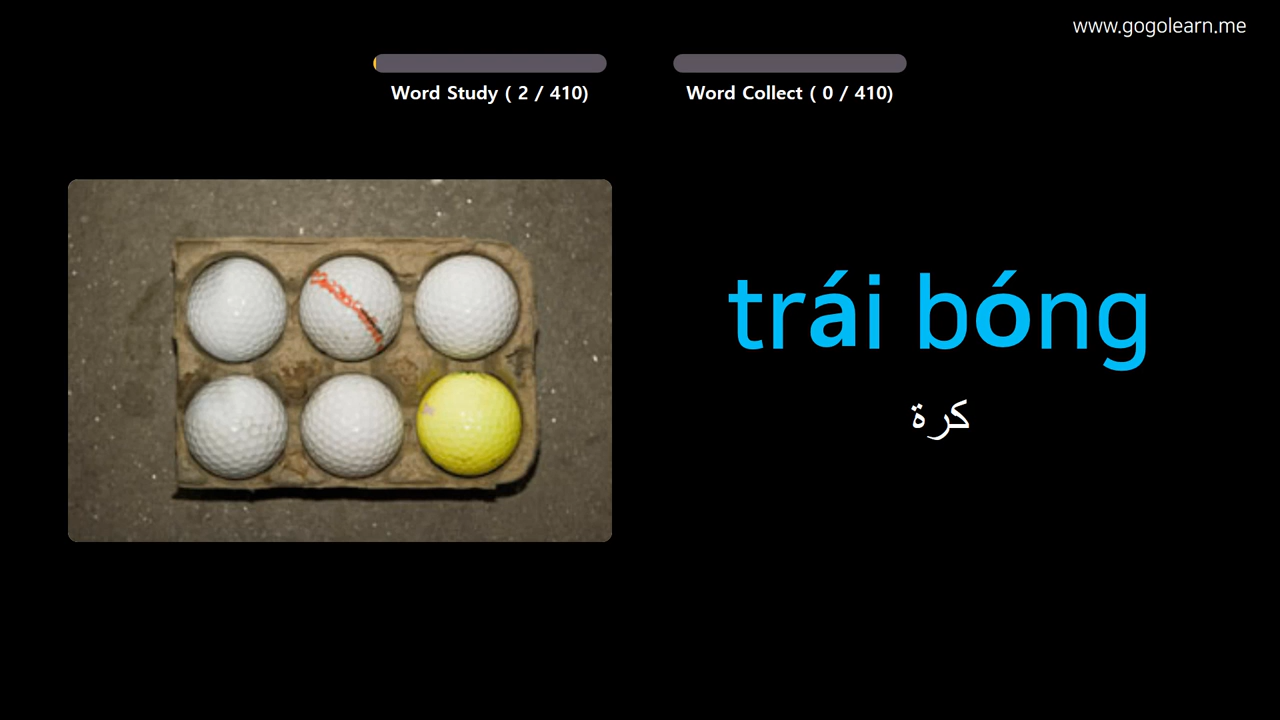 www.gogolearn.me
Word Study ( 2 / 410)
Word Collect ( 0 / 410)
trái bóng
كرة